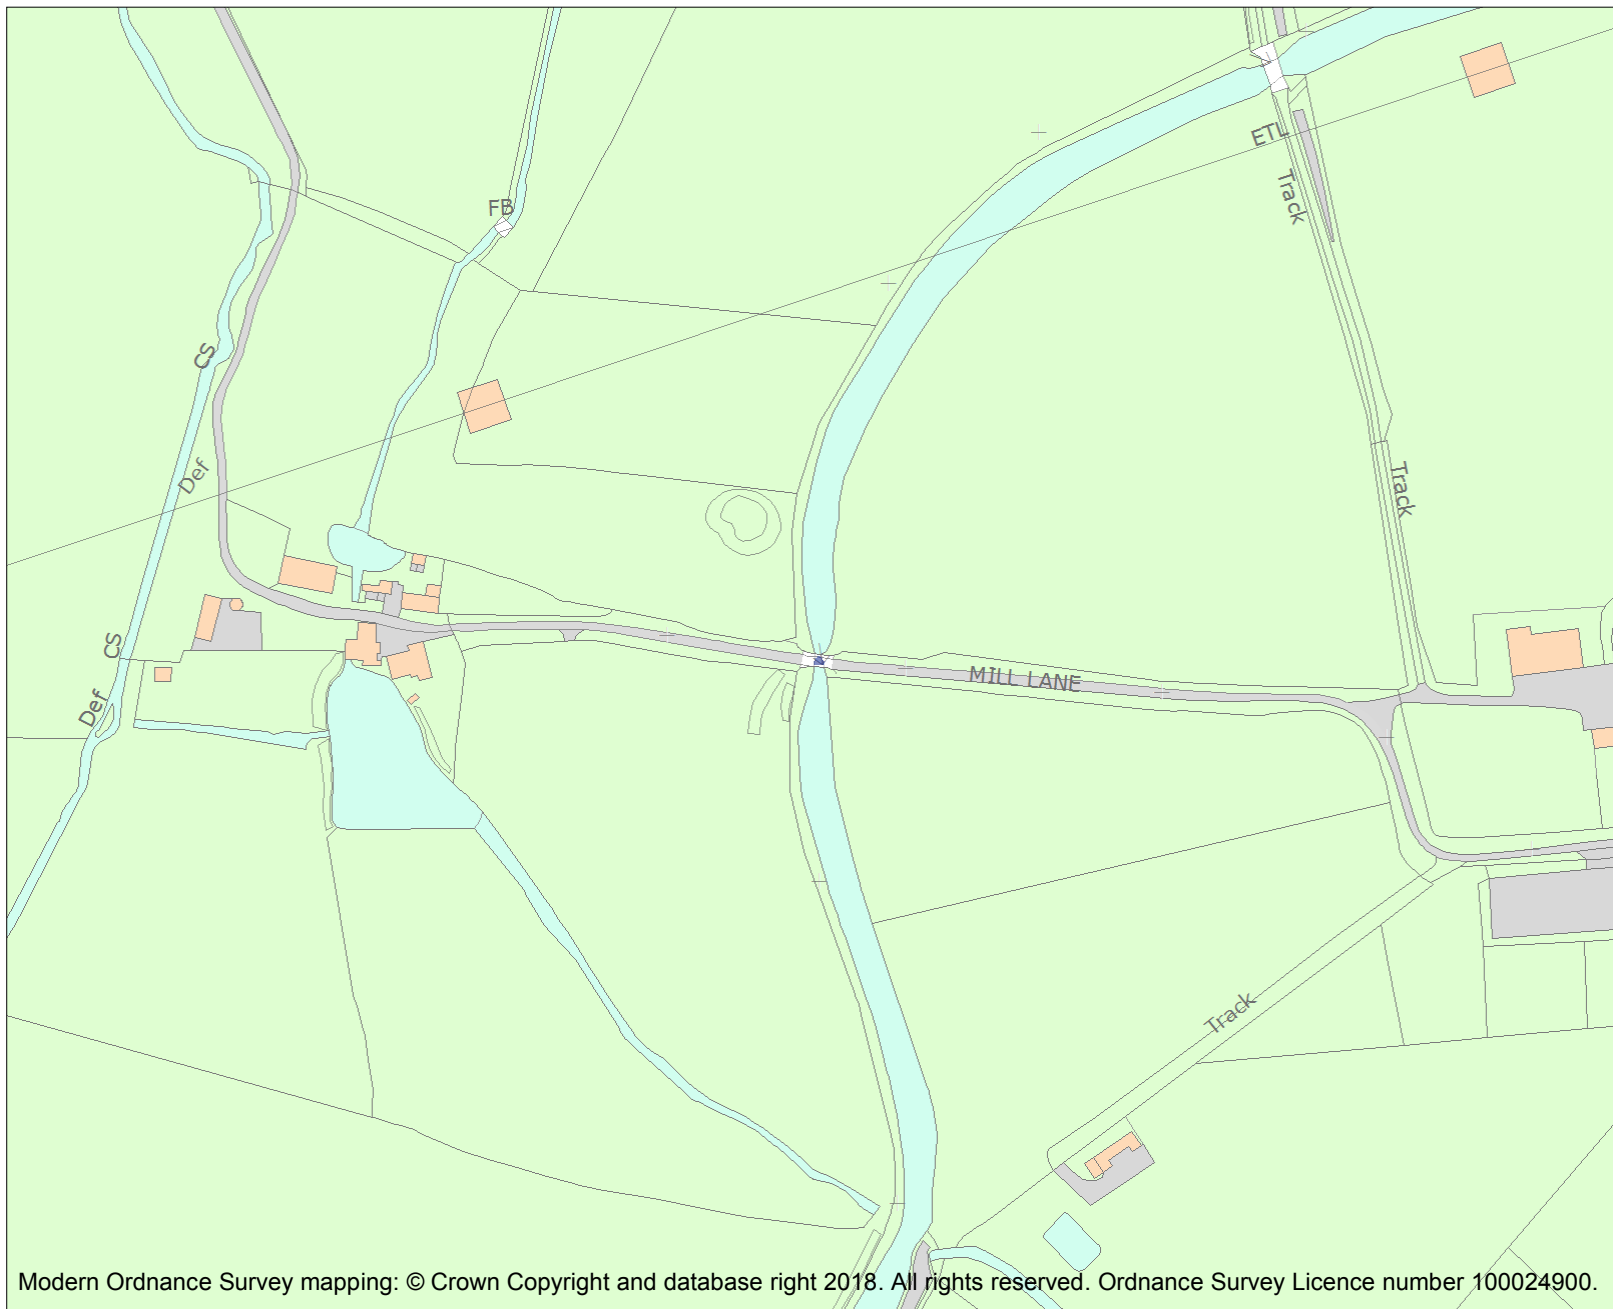 ETL
Track
FB
CS
Def
Track
CS
MILL LANE
Def
Track
Modern Ordnance Survey mapping: © Crown Copyright and database right 2018. All rights reserved. Ordnance Survey Licence number 100024900.